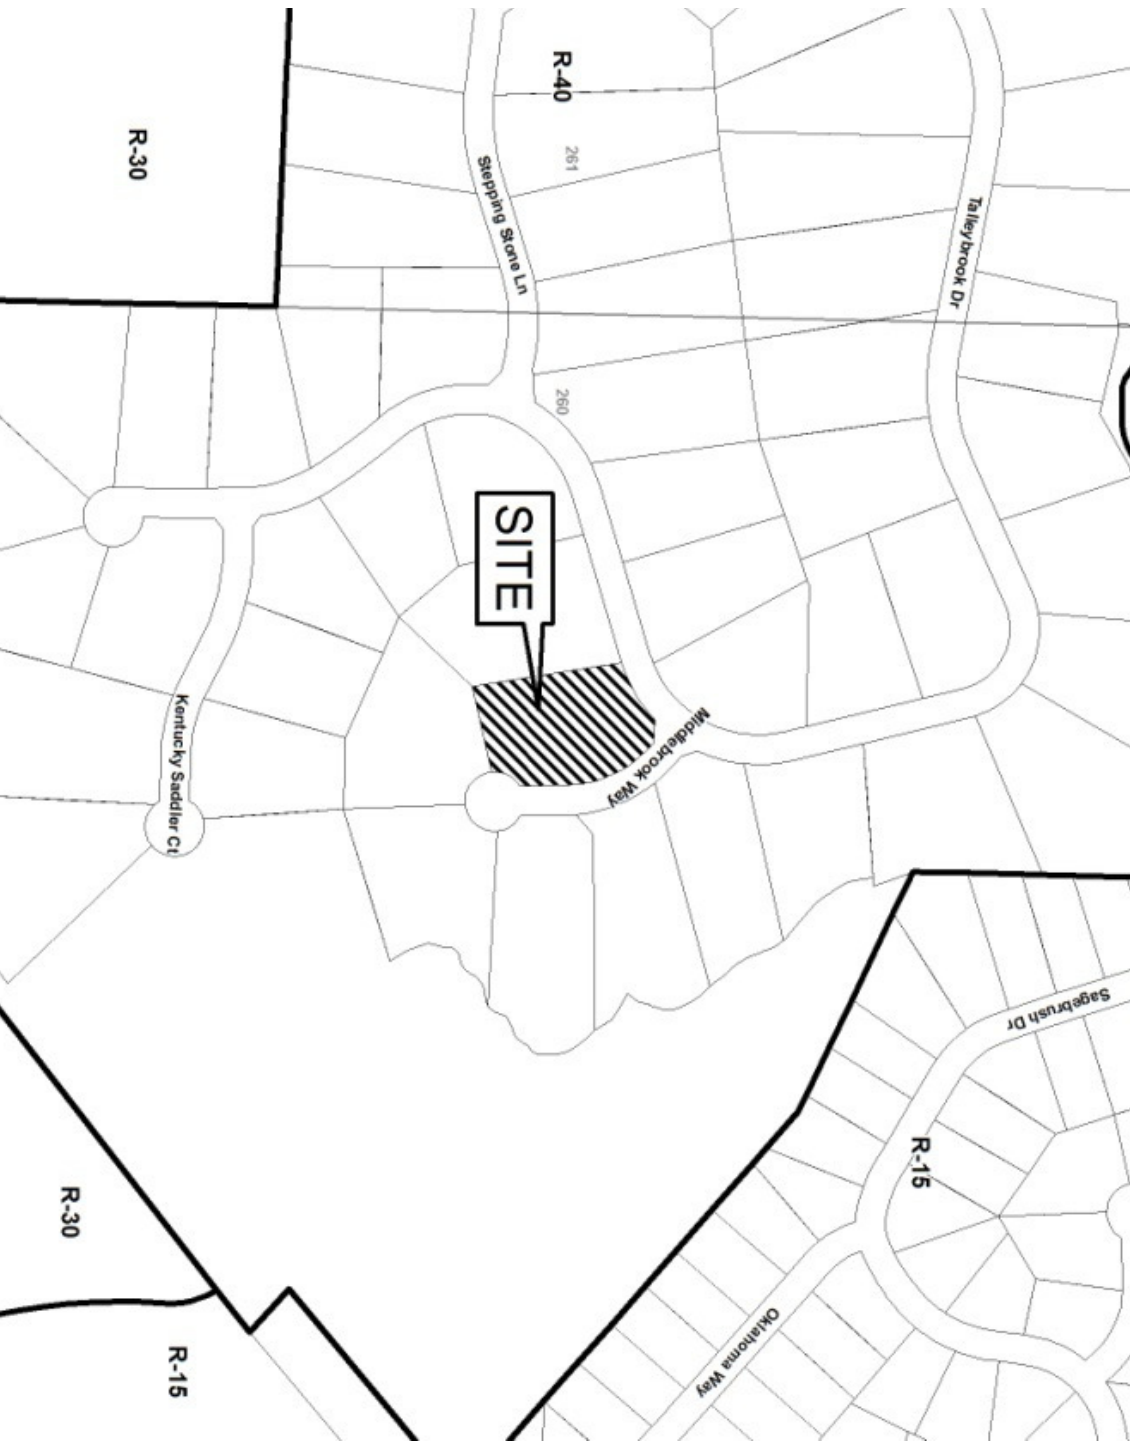 R-40
R-30
261
Stepping Stone Ln
Talleybrook Dr
260
SITE
Middlebrook Way
Kentucky Saddler Ct
Sagebrush Dr
R-15
R-30
Oklahoma Way
R-15